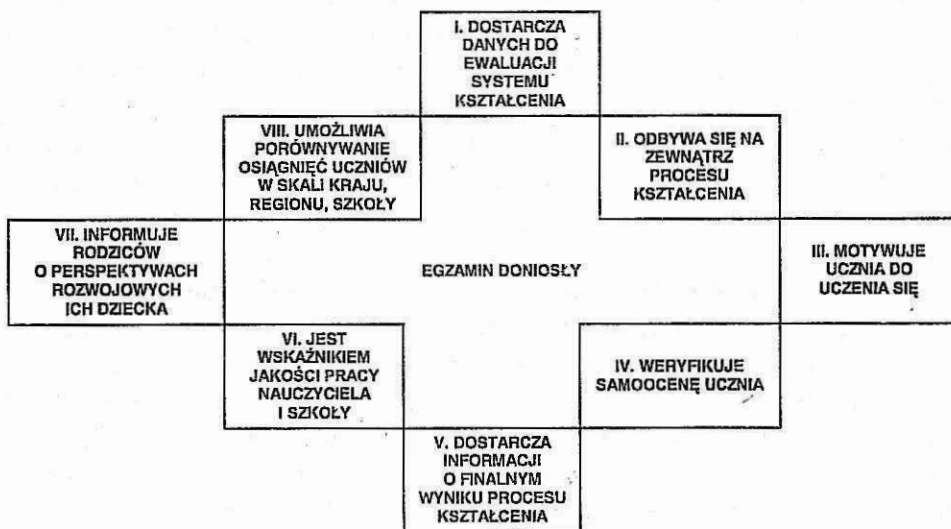 I. DOSTARCZA
DANYCH DO
EWALUACJI
SYSTEMU
KSZTAŁCENIA
VIII. UMOŻLIWIA
PORÓWNYWANIE
OSIĄGNIĘĆ UCZNIÓW
W SKALI KRAJU,
REGIONU, SZKOŁY
II. ODBYWA SIĘ NA
ZEWNĄTRZ
PROCESU
KSZTAŁCENIA
VII. INFORMUJE
RODZICÓW
O PERSPEKTYWACH
ROZWOJOWYCH
ICH DZIECKA
EGZAMIN DONIOSŁY
III. MOTYWUJE
UCZNIA DO
UCZENIA SIĘ
VI. JEST
WSKAŹNIKIEM
JAKOŚCI PRACY
NAUCZYCIELA
I SZKOŁY
IV. WERYFIKUJE
SAMOOCENĘ UCZNIA
V. DOSTARCZA
INFORMACJI
O FINALNYM
WYNIKU PROCESU
KSZTAŁCENIA